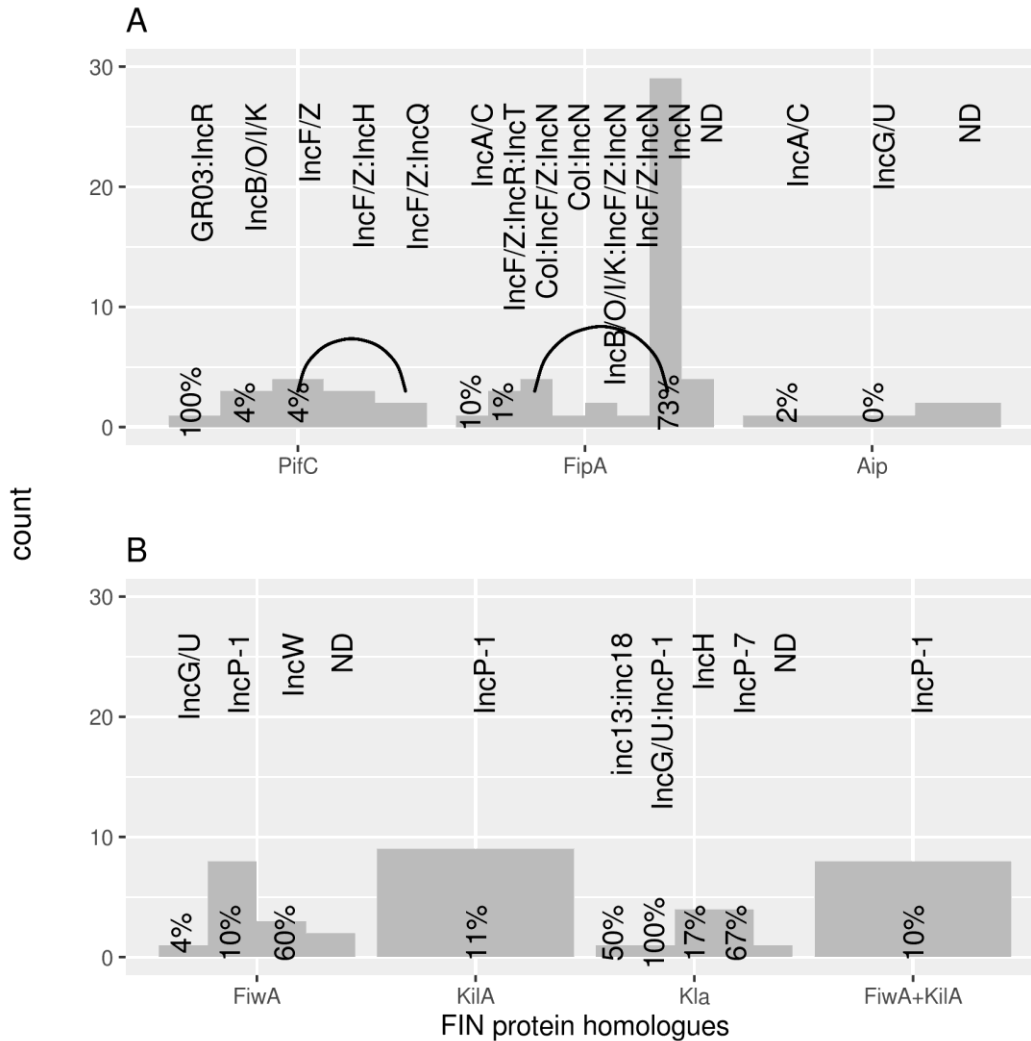 A
30
20
10
0
count
GR03:IncR
IncB/O/I/K
IncF/Z
IncF/Z:IncH
IncF/Z:IncQ
IncA/C
IncF/Z:IncR:IncT
Col:IncF/Z:IncN
Col:IncN
IncB/O/I/K:IncF/Z:IncN
IncF/Z:IncN
IncN
ND
IncA/C
IncG/U
ND
100%
4%
4%
10%
1%
73%
2%
0%
PifC
FipA
Aip
B
30
20
10
0
IncG/U
IncP-1
IncW
ND
IncP-1
inc13:inc18
IncG/U:IncP-1
IncH
IncP-7
ND
IncP-1
4%
10%
60%
11%
50%
100%
17%
67%
10%
FiwA
KilA
Kla
FiwA+KilA
FIN protein homologues